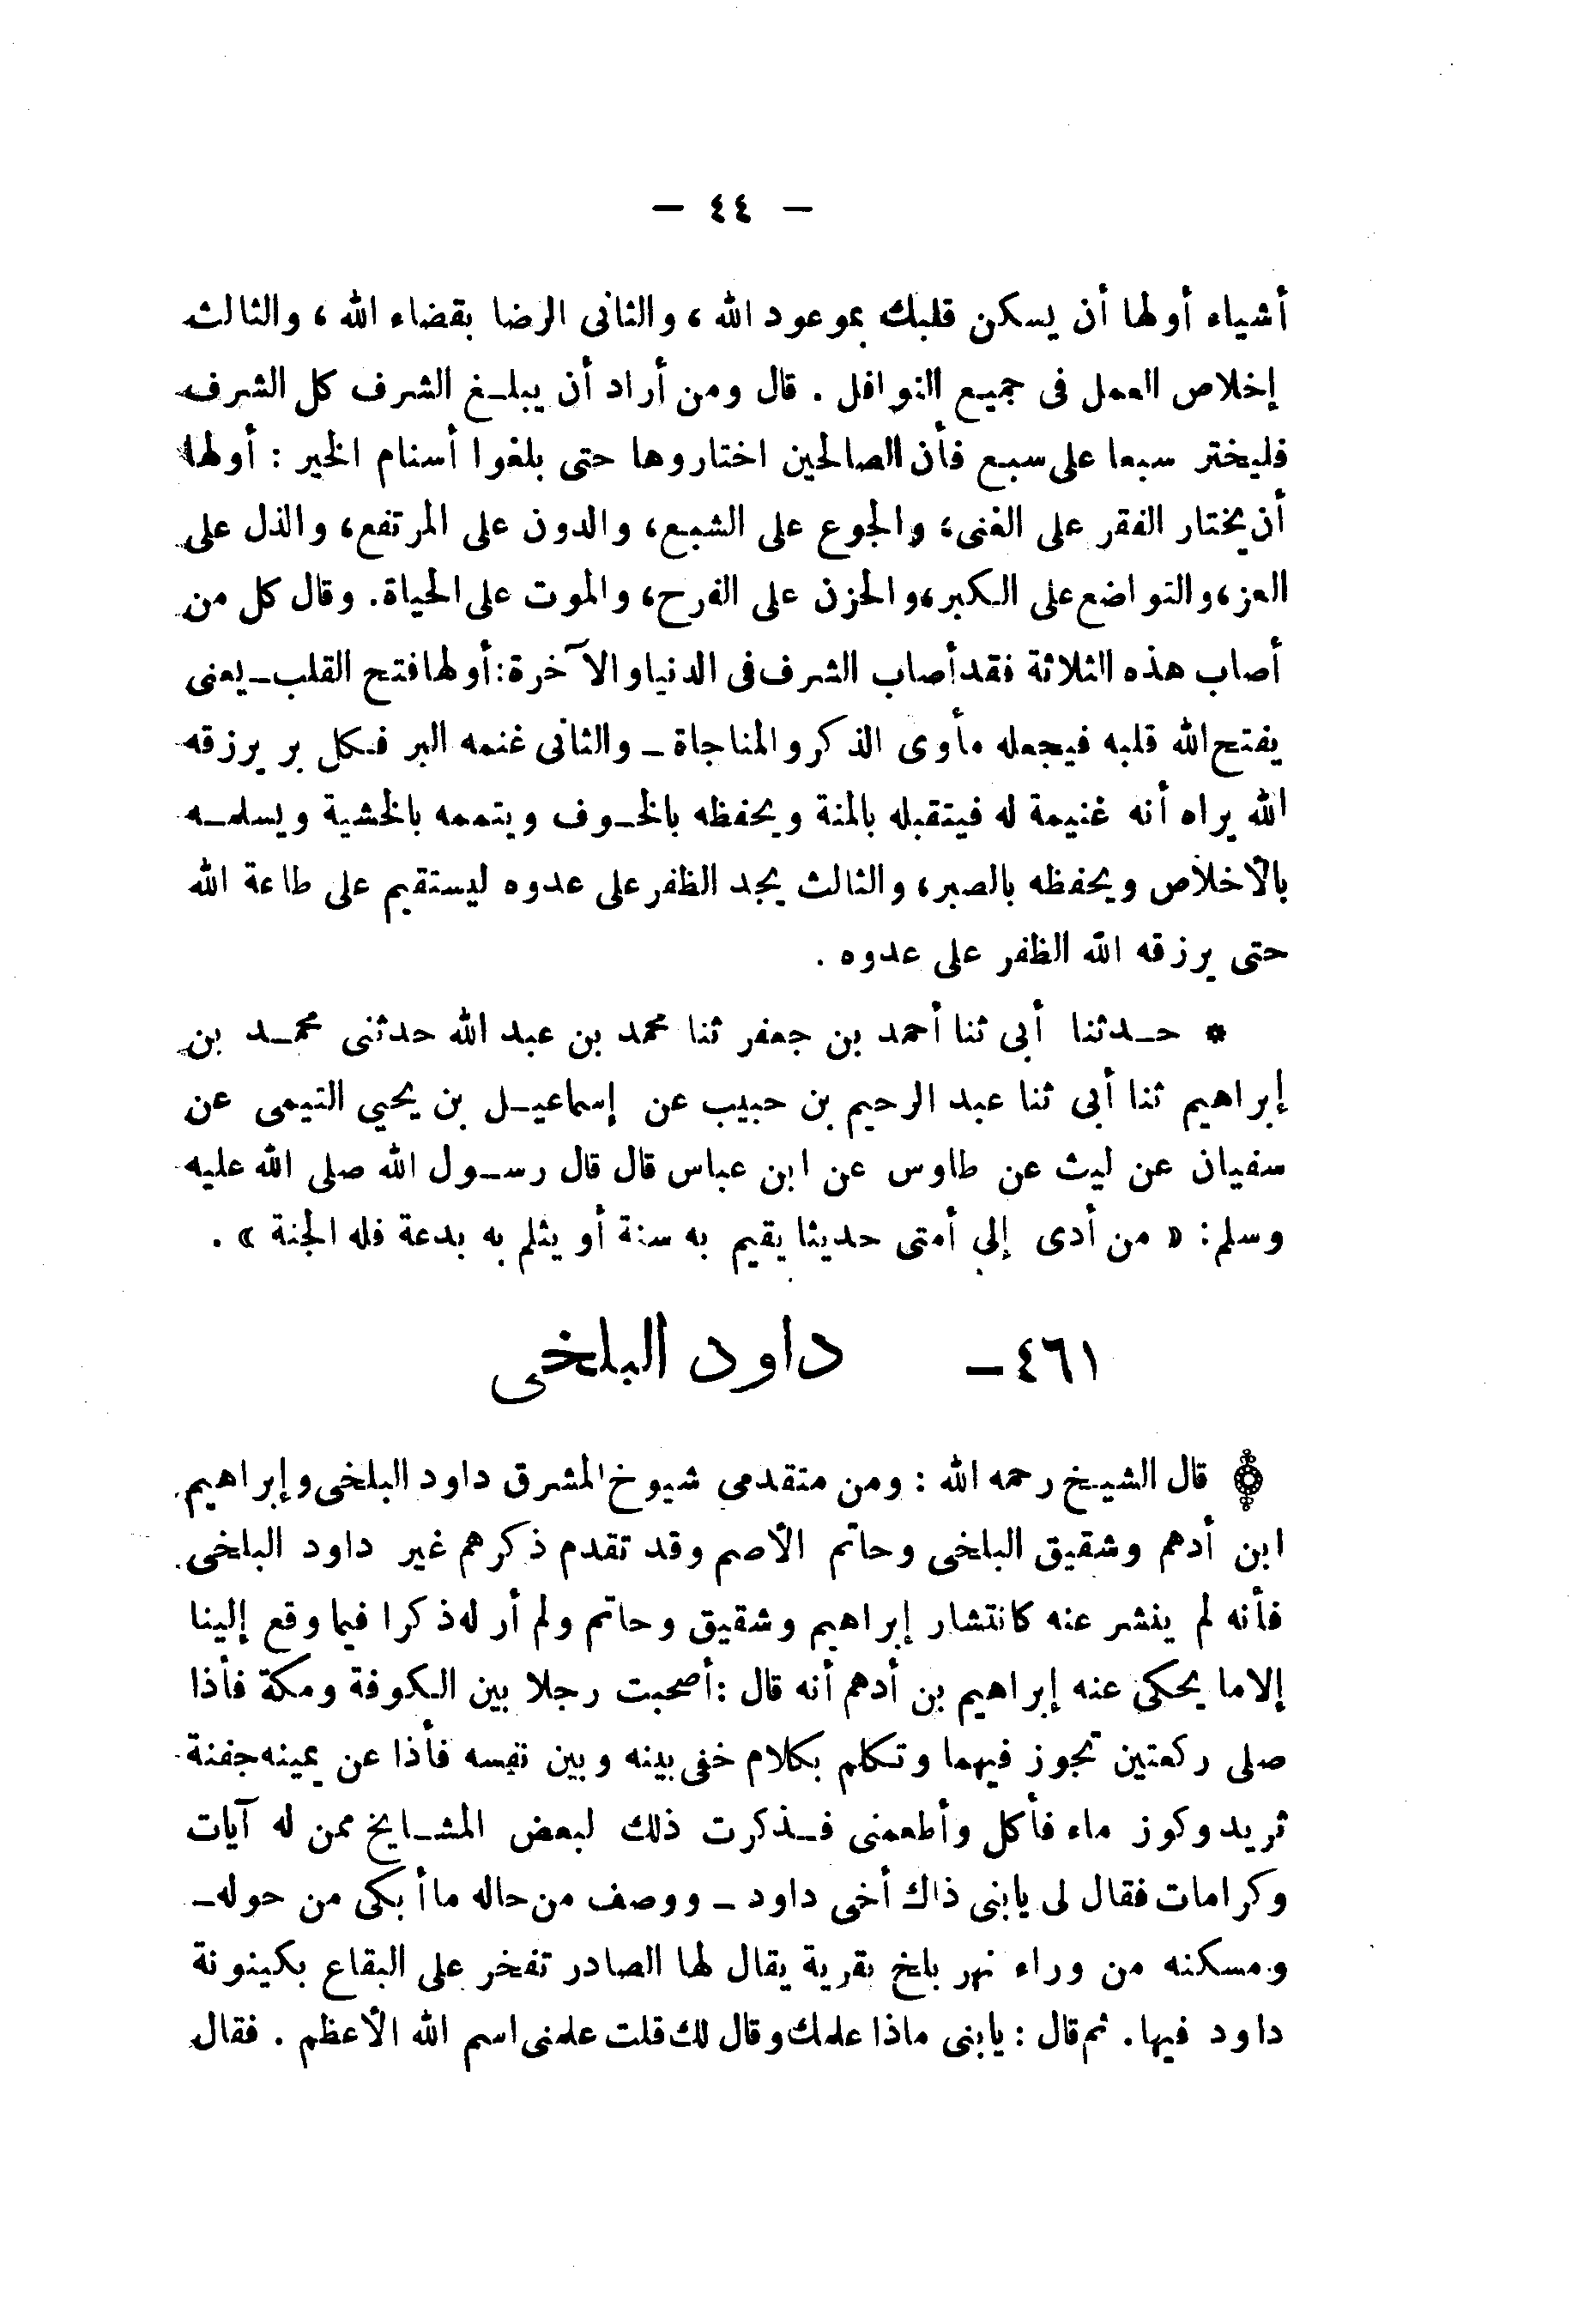 — ٤٤ —
أشياء أولها أن يسكن قلبك بموعود الله، والثانى الرضا بقضاء الله، والثالث
إخلاص العمل فى جميع النوافل . قال ومن أراد أن يبلغ الشرف كل الشرف
فليختر سبعا على سبع فأن الصالحين اختاروها حتى بلغوا أسنام الخير : أولها
أن يختار الفقر على الغنى، والجوع على الشبع، والدون على المرتفع، والذل على
العز، والتواضع على الكبر، والحزن على الفرح، والموت على الحياة. وقال كل من
أصاب هذه الثلاثة فقد أصاب الشرف فى الدنيا والآخرة: أولها فتح القلب - يعنى
يفتح الله قلبه فيجعله مأوى الذكر والمناجاة - والثانى غنمه البر فكل بر يرزقه
الله يراه أنه غنيمة له فيتقبله بالمنة ويحفظه بالخوف ويتممه بالخشية ويسلمه
بالأخلاص ويحفظه بالصبر، والثالث يجد الظفر على عدوه ليستقيم على طاعة الله
حتى يرزقه الله الظفر على عدوه .
* حدثنا أبى ثنا أحمد بن جعفر ثنا محمد بن عبد الله حدثنى محمد بن
إبراهيم ثنا أبى ثنا عبد الرحيم بن حبيب عن إسماعيل بن يحيي التيمى عن
سفيان عن ليث عن طاوس عن ابن عباس قال قال رسول الله صلى الله عليه
وسلم: « من أدى إلى أمتى حديثا يقيم به سنة أو يثلم به بدعة فله الجنة » .
٤٦١ — داود البلخى
قال الشيخ رحمه الله : ومن متقدمى شيوخ المشرق داود البلخى وإبراهيم
ابن أدهم وشقيق البلخى وحاتم الأصم وقد تقدم ذكرهم غير داود البلخى
فأنه لم ينشر عنه كانتشار إبراهيم وشقيق وحاتم ولم أر له ذكرا فيما وقع إلينا
إلا ما يحكى عنه إبراهيم بن أدهم أنه قال : أصحبت رجلا بين الكوفة ومكة فأذا
صلى ركعتين تجوز فيهما وتكلم بكلام خفى بينه وبين نفسه فأذا عن يمينه جفنة
ثريد وكوز ماء فأكل وأطعمنى فذكرت ذلك لبعض المشايخ ممن له آيات
وكرامات فقال لى يابنى ذاك أخى داود - ووصف من حاله ما أبكى من حوله -
ومسكنه من وراء نهر بلخ بقرية يقال لها الصادر تفخر على البقاع بكينونة
داود فيها. ثم قال : يابنى ماذا علمك وقال لك قلت علمنى اسم الله الأعظم . فقال